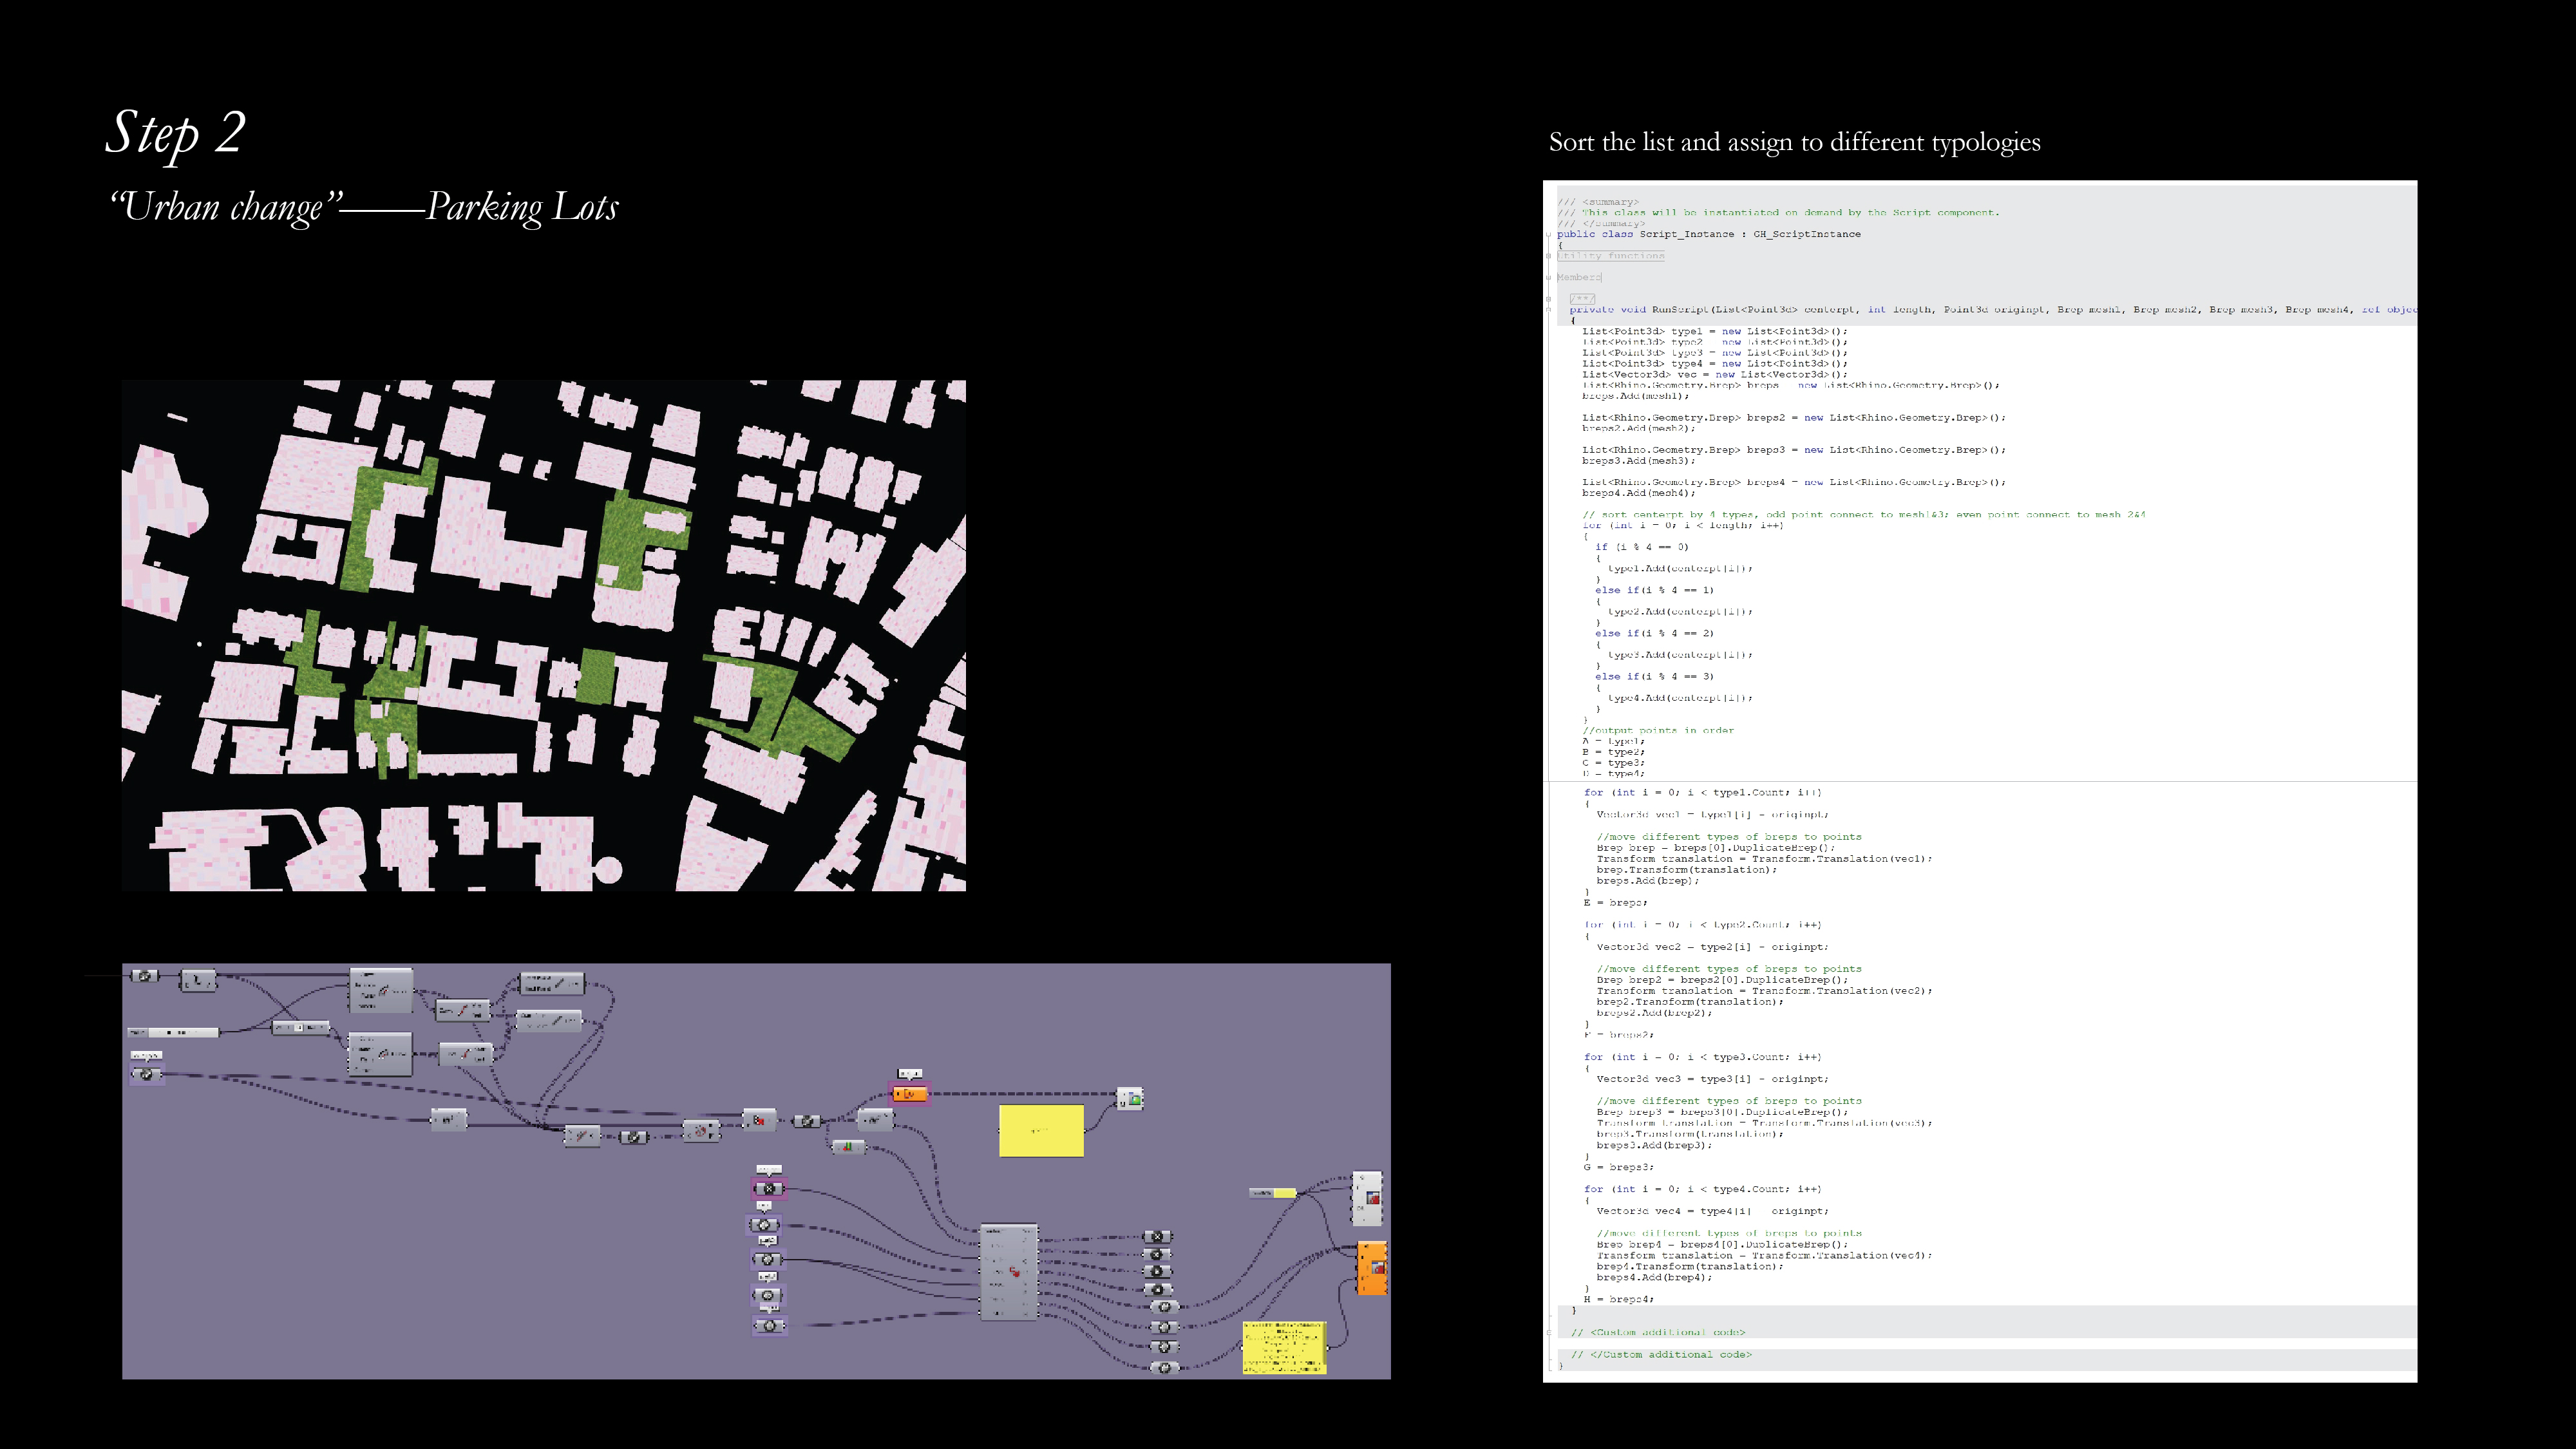 Step 2
“Urban change”——Parking Lots
Sort the list and assign to different typologies
/// <summary>
/// This class will be instantiated on demand by the Script component.
/// </summary>
public class Script_Instance : GH_ScriptInstance
{
Utility functions
Members
/**/
private void RunScript(List<Point3d> centerpt, int length, Point3d originpt, Brep mesh1, Brep mesh2, Brep mesh3, Brep mesh4, ref objec
{
List<Point3d> type1 = new List<Point3d>();
List<Point3d> type2 = new List<Point3d>();
List<Point3d> type3 = new List<Point3d>();
List<Point3d> type4 = new List<Point3d>();
List<Vector3d> vec = new List<Vector3d>();
List<Rhino.Geometry.Brep> breps = new List<Rhino.Geometry.Brep>();
breps.Add(mesh1);
List<Rhino.Geometry.Brep> breps2 = new List<Rhino.Geometry.Brep>();
breps2.Add(mesh2);
List<Rhino.Geometry.Brep> breps3 = new List<Rhino.Geometry.Brep>();
breps3.Add(mesh3);
List<Rhino.Geometry.Brep> breps4 = new List<Rhino.Geometry.Brep>();
breps4.Add(mesh4);
// sort centerpt by 4 types, odd point connect to mesh1&3; even point connect to mesh 2&4
for (int i = 0; i < length; i++)
{
if (i % 4 == 0)
{
type1.Add(centerpt[i]);
}
else if(i % 4 == 1)
{
type2.Add(centerpt[i]);
}
else if(i % 4 == 2)
{
type3.Add(centerpt[i]);
}
else if(i % 4 == 3)
{
type4.Add(centerpt[i]);
}
}
//output points in order
A = type1;
B = type2;
C = type3;
D = type4;
for (int i = 0; i < type1.Count; i++)
{
Vector3d vec1 = type1[i] - originpt;
//move different types of breps to points
Brep brep = breps[0].DuplicateBrep();
Transform translation = Transform.Translation(vec1);
brep.Transform(translation);
breps.Add(brep);
}
E = breps;
for (int i = 0; i < type2.Count; i++)
{
Vector3d vec2 = type2[i] - originpt;
//move different types of breps to points
Brep brep2 = breps2[0].DuplicateBrep();
Transform translation = Transform.Translation(vec2);
brep2.Transform(translation);
breps2.Add(brep2);
}
F = breps2;
for (int i = 0; i < type3.Count; i++)
{
Vector3d vec3 = type3[i] - originpt;
//move different types of breps to points
Brep brep3 = breps3[0].DuplicateBrep();
Transform translation = Transform.Translation(vec3);
brep3.Transform(translation);
breps3.Add(brep3);
}
G = breps3;
for (int i = 0; i < type4.Count; i++)
{
Vector3d vec4 = type4[i] - originpt;
//move different types of breps to points
Brep brep4 = breps4[0].DuplicateBrep();
Transform translation = Transform.Translation(vec4);
brep4.Transform(translation);
breps4.Add(brep4);
}
H = breps4;
}
// <Custom additional code>
// </Custom additional code>
}